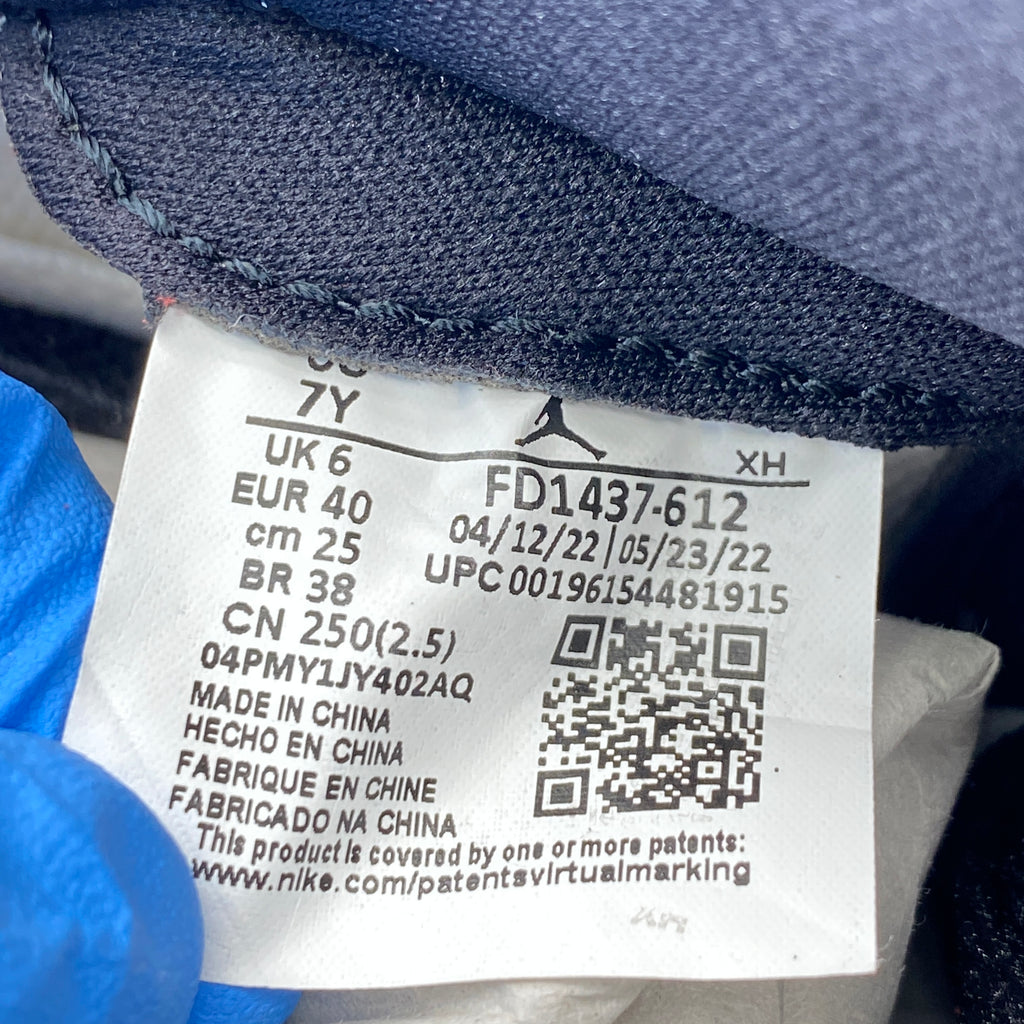 7Y
XH
UK 6
FD1437-612
EUR 40
04/12/22|05/23/22
cm 25
UPC 00196154481915
BR 38
CN 250(2.5)
04PMY1JY402AQ
MADE IN CHINA
HECHO EN CHINA
FABRIQUE EN CHINE
FABRICADO NA CHINA
This product is covered by one or more patents:
www.nike.com/patentsvirtualmarking